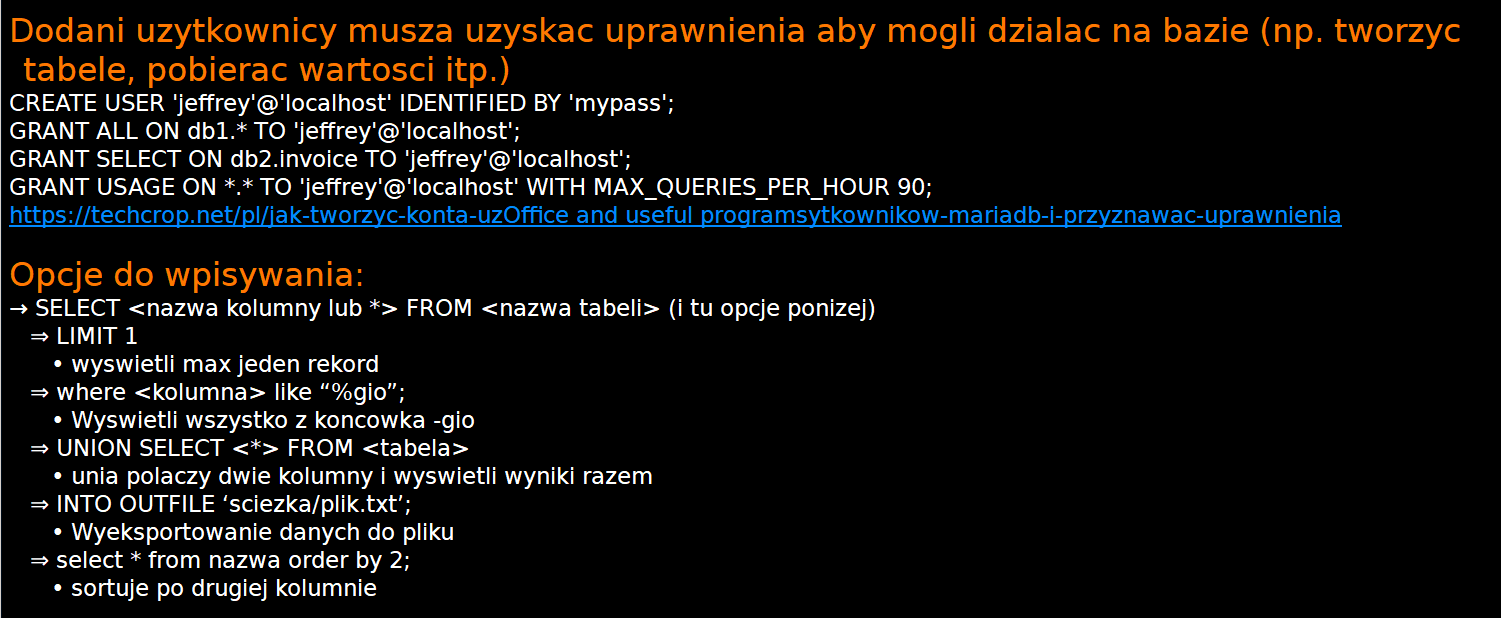 Dodani uzytkownicy musza uzyskac uprawnienia aby mogli dzialac na bazie (np. tworzyc
tabele, pobierac wartosci itp.)
CREATE USER 'jeffrey'@'localhost' IDENTIFIED BY 'mypass';
GRANT ALL ON db1.* TO 'jeffrey'@'localhost';
GRANT SELECT ON db2.invoice TO 'jeffrey'@'localhost';
GRANT USAGE ON *.* TO 'jeffrey'@'localhost' WITH MAX_QUERIES_PER_HOUR 90;
https://techcrop.net/pl/jak-tworzyc-konta-uzOffice and useful programsytkownikow-mariadb-i-przyznawac-uprawnienia
Opcje do wpisywania:
→ SELECT <nazwa kolumny lub *> FROM <nazwa tabeli> (i tu opcje ponizej)
⇒ LIMIT 1
• wyswietli max jeden rekord
⇒ where <kolumna> like “%gio”;
• Wyswietli wszystko z koncowka -gio
⇒ UNION SELECT <*> FROM <tabela>
• unia polaczy dwie kolumny i wyswietli wyniki razem
⇒ INTO OUTFILE ‘sciezka/plik.txt’;
• Wyeksportowanie danych do pliku
⇒ select * from nazwa order by 2;
• sortuje po drugiej kolumnie